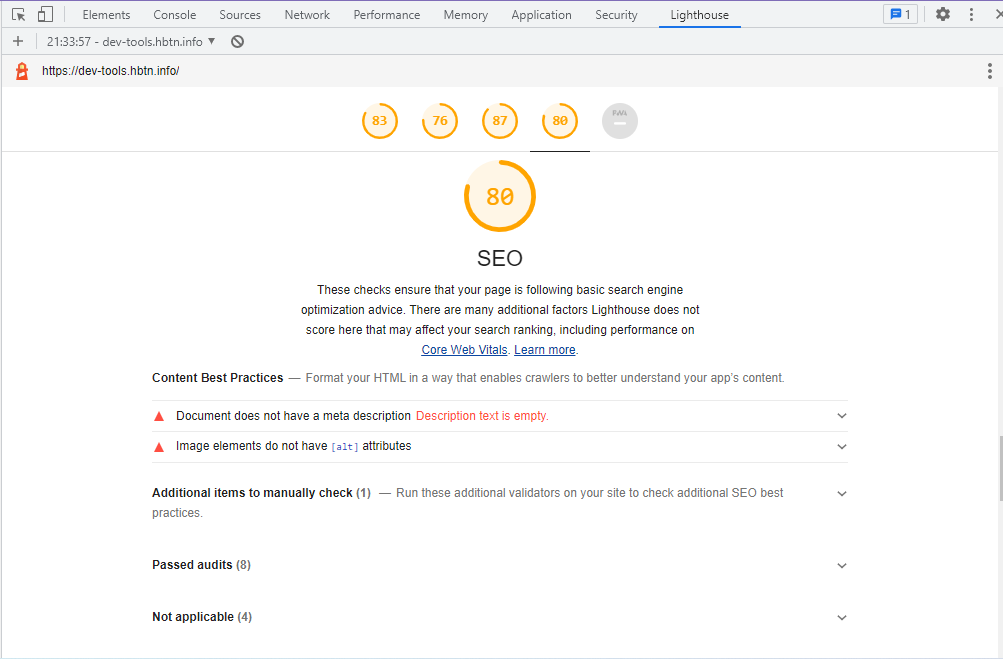 Elements Console Sources Network Performance Memory Application Security Lighthouse 1
21:33:57 - dev-tools.hbtn.info
https://dev-tools.hbtn.info/
83 76 87 80 PWA
80
SEO
These checks ensure that your page is following basic search engine
optimization advice. There are many additional factors Lighthouse does not
score here that may affect your search ranking, including performance on
Core Web Vitals. Learn more.
Content Best Practices — Format your HTML in a way that enables crawlers to better understand your app's content.
Document does not have a meta description Description text is empty.
Image elements do not have [alt] attributes
Additional items to manually check (1) — Run these additional validators on your site to check additional SEO best
practices.
Passed audits (8)
Not applicable (4)